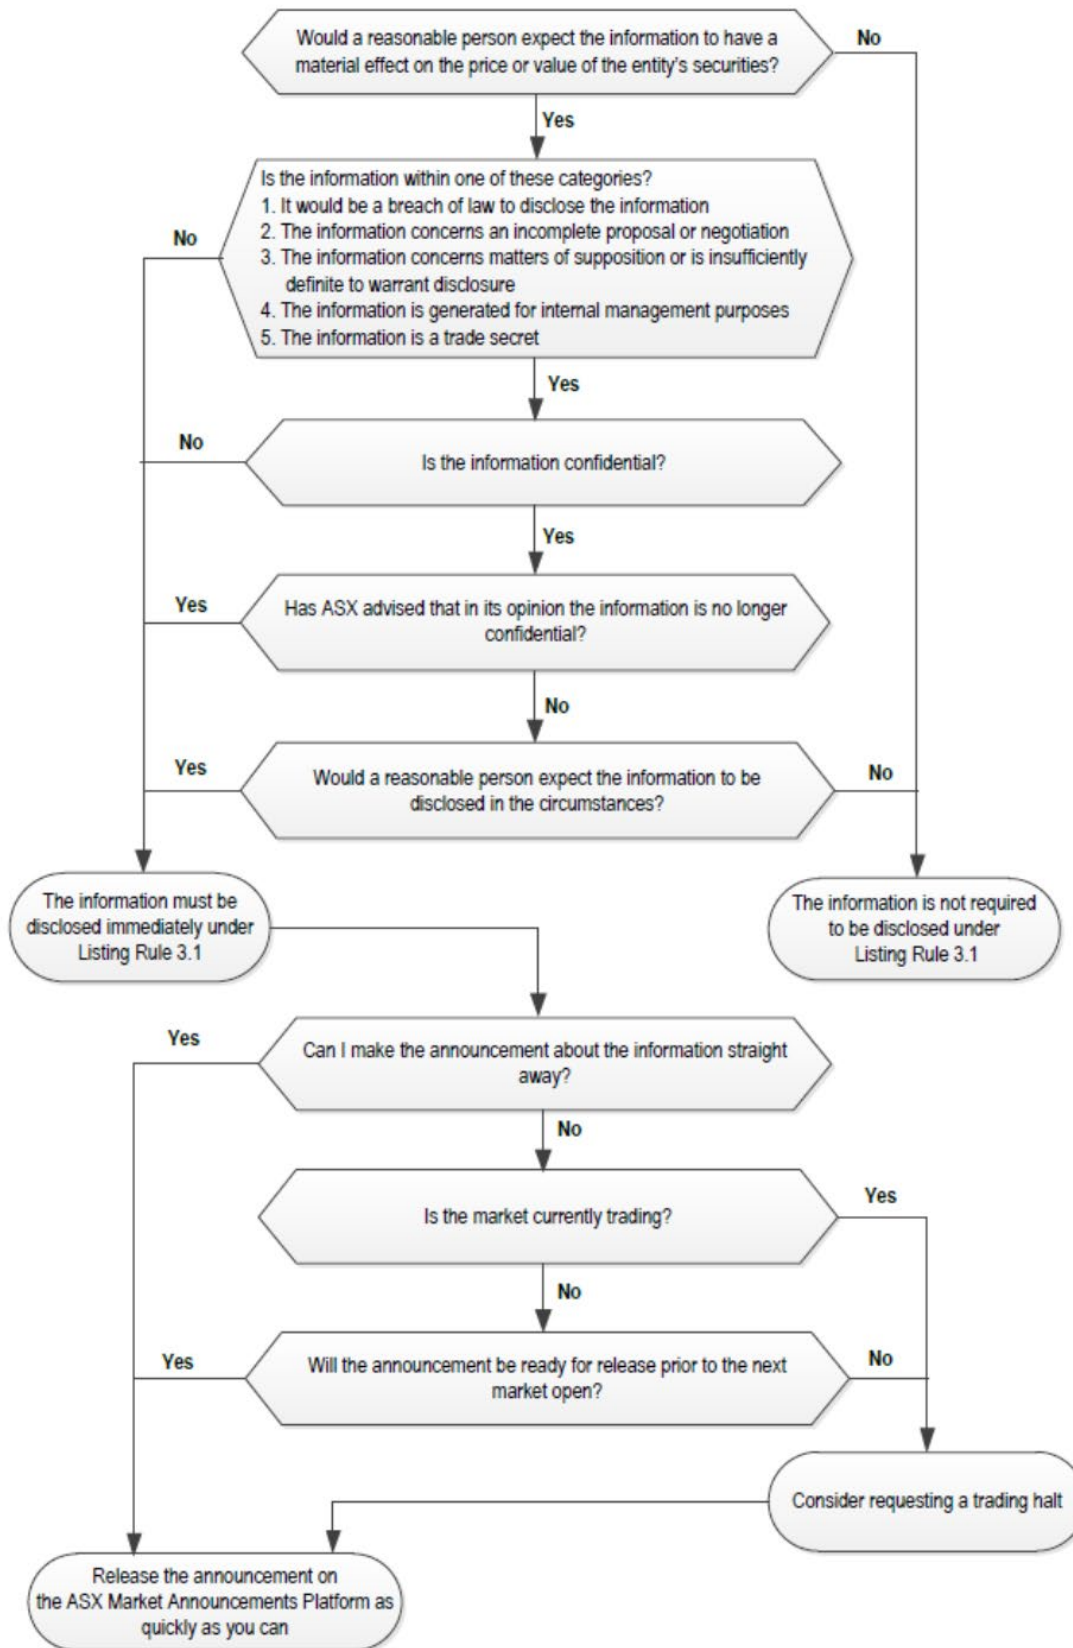 Would a reasonable person expect the information to have a
material effect on the price or value of the entity's securities?
No
Yes
Is the information within one of these categories?
1. It would be a breach of law to disclose the information
2. The information concerns an incomplete proposal or negotiation
3. The information concerns matters of supposition or is insufficiently
definite to warrant disclosure
4. The information is generated for internal management purposes
5. The information is a trade secret
No
Yes
No
Is the information confidential?
Yes
Yes
Has ASX advised that in its opinion the information is no longer
confidential?
No
Yes
Would a reasonable person expect the information to be
disclosed in the circumstances?
No
The information must be
disclosed immediately under
Listing Rule 3.1
The information is not required
to be disclosed under
Listing Rule 3.1
Yes
Can I make the announcement about the information straight
away?
No
Is the market currently trading?
Yes
No
Yes
Will the announcement be ready for release prior to the next
market open?
No
Consider requesting a trading halt
Release the announcement on
the ASX Market Announcements Platform as
quickly as you can